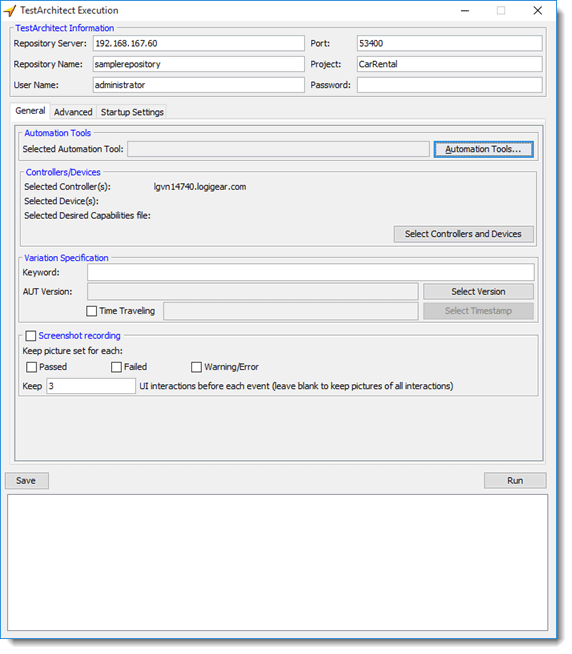 TestArchitect Execution
TestArchitect Information
Repository Server: 192.168.167.60 Port: 53400
Repository Name: samplerepository Project: CarRental
User Name: administrator Password:
General Advanced Startup Settings
Automation Tools
Selected Automation Tool: Automation Tools...
Controllers/Devices
Selected Controller(s): lgvn14740.logigear.com
Selected Device(s):
Selected Desired Capabilities file:
Select Controllers and Devices
Variation Specification
Keyword:
AUT Version: Select Version
Time Traveling Select Timestamp
Screenshot recording
Keep picture set for each:
Passed Failed Warning/Error
Keep 3 UI interactions before each event (leave blank to keep pictures of all interactions)
Save Run